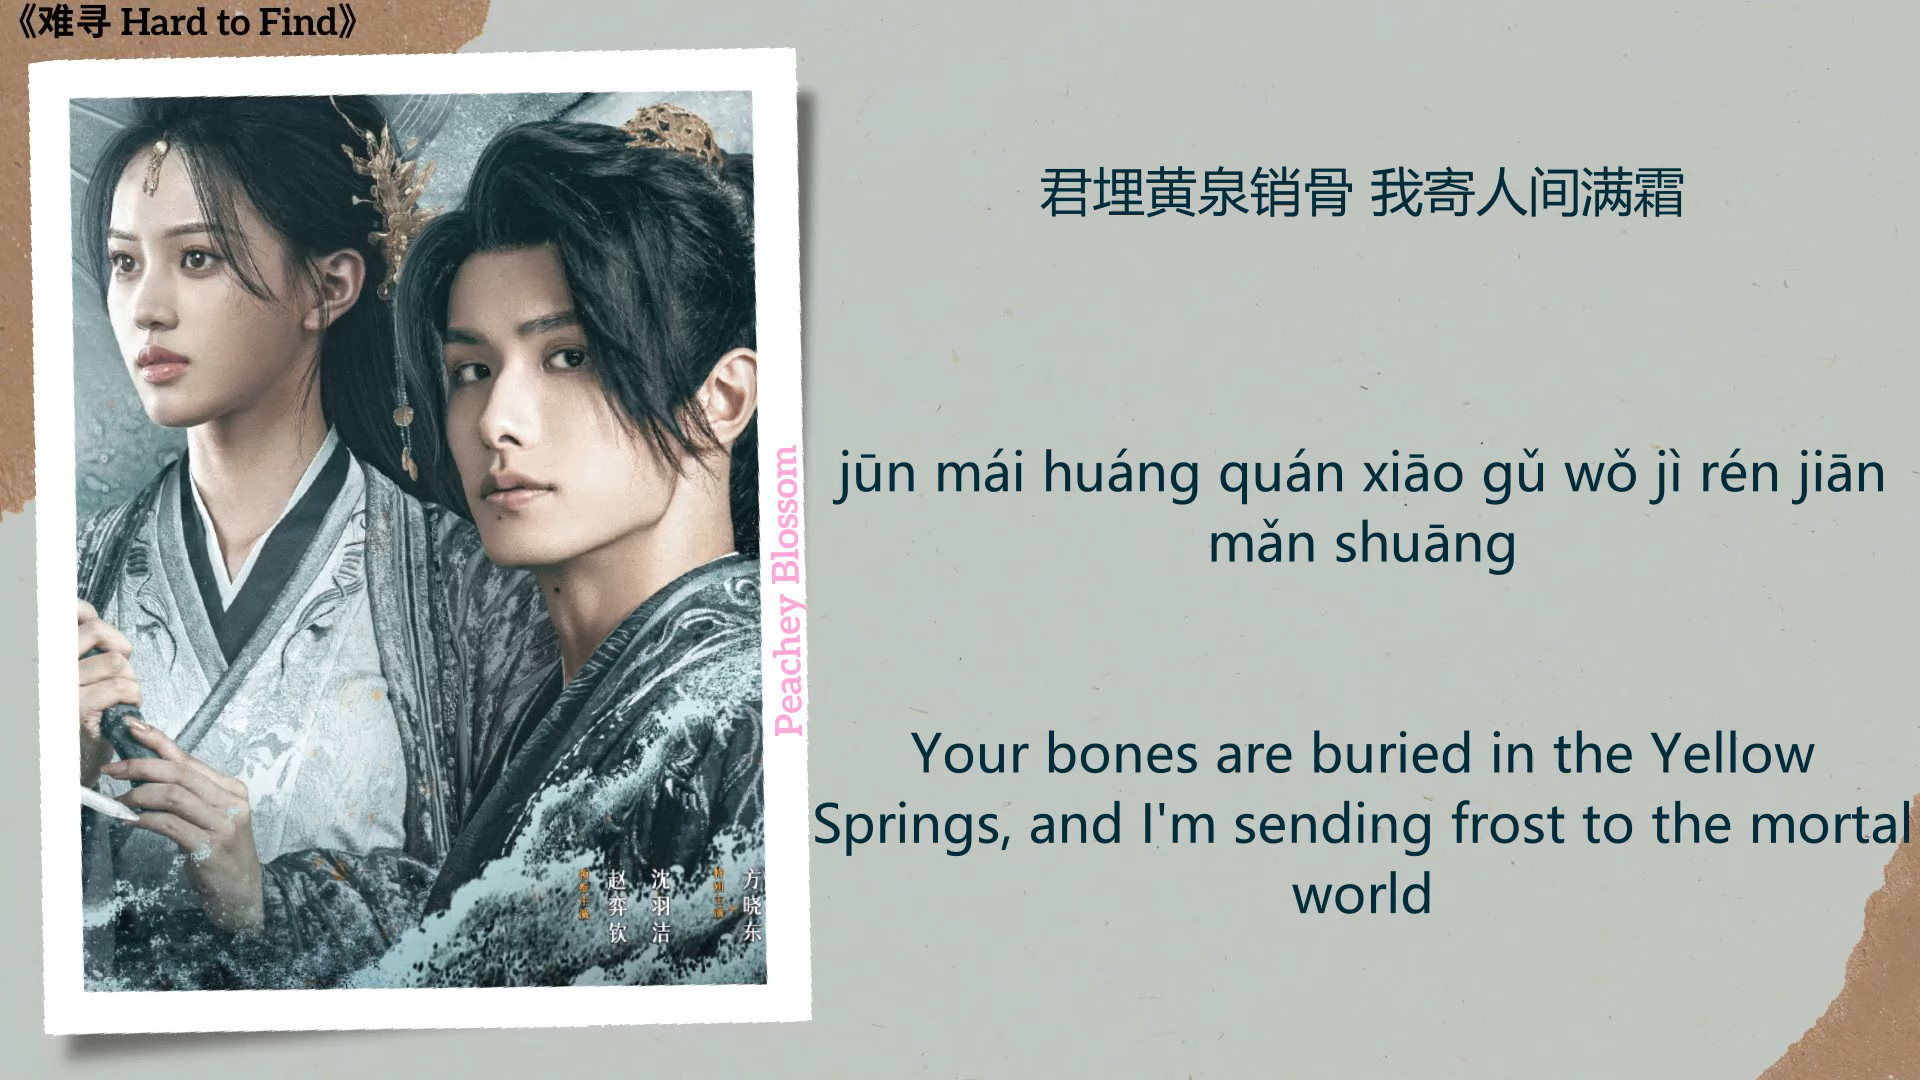 《难寻 Hard to Find》
君埋黄泉销骨 我寄人间满霜
jūn mái huáng quán xiāo gǔ wǒ jì rén jiān
mǎn shuāng
Your bones are buried in the Yellow
Springs, and I'm sending frost to the mortal
world
Peachey Blossom
赵弈钦
沈羽洁
方晓东